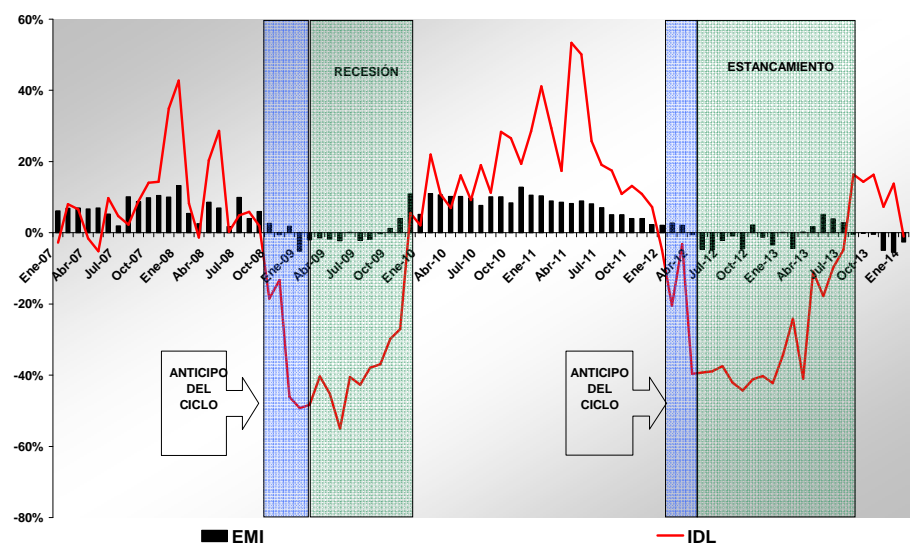 60%
40%
20%
0%
-20%
-40%
-60%
-80%
RECESIÓN
ESTANCAMIENTO
Ene-07
Abr-07
Jul-07
Oct-07
Ene-08
Abr-08
Jul-08
Oct-08
Ene-09
Abr-09
Jul-09
Oct-09
Ene-10
Abr-10
Jul-10
Oct-10
Ene-11
Abr-11
Jul-11
Oct-11
Ene-12
Abr-12
Jul-12
Oct-12
Ene-13
Abr-13
Jul-13
Oct-13
Ene-14
ANTICIPO
DEL
CICLO
ANTICIPO
DEL
CICLO
EMI
IDL